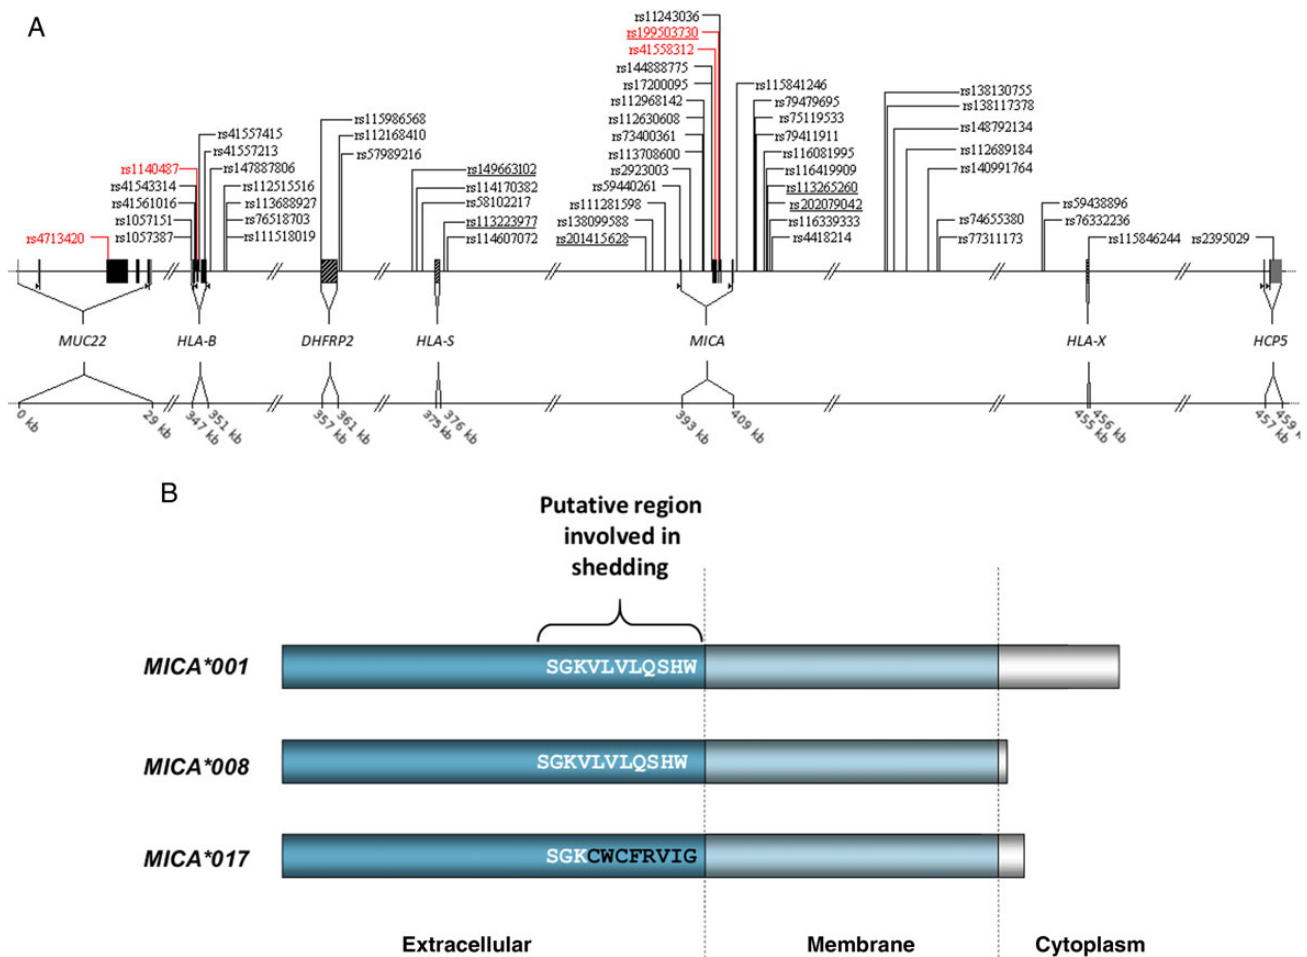 A
rs11243036
rs199503730
rs41558312
rs144888775
rs17200095
rs112968142
rs112630608
rs73400361
rs113708600
rs2923003
rs59440261
rs111281598
rs138099588
rs201415628
rs115841246
rs79479695
rs75119533
rs79411911
rs116081995
rs116419909
rs113265260
rs202079042
rs116339333
rs4418214
rs138130755
rs138117378
rs148792134
rs112689184
rs140991764
rs74655380
rs77311173
rs59438896
rs76332236
rs115846244
rs2395029
rs115986568
rs112168410
rs57989216
rs149663102
rs114170382
rs58102217
rs113223977
rs114607072
rs41557415
rs41557213
rs147887806
rs112515516
rs113688927
rs76518703
rs111518019
rs1140487
rs41543314
rs41561016
rs1057151
rs1057387
rs4713420
MUC22 HLA-B DHFRP2 HLA-S MICA HLA-X HCP5
0 kb
29 kb
347 kb
351 kb
357 kb
361 kb
375 kb
376 kb
393 kb
409 kb
455 kb
456 kb
457 kb
459 k
B
Putative region
involved in
shedding
MICA*001 SGKVLVLQSHW
MICA*008 SGKVLVLQSHW
MICA*017 SGKCWCFRVIG
Extracellular Membrane Cytoplasm